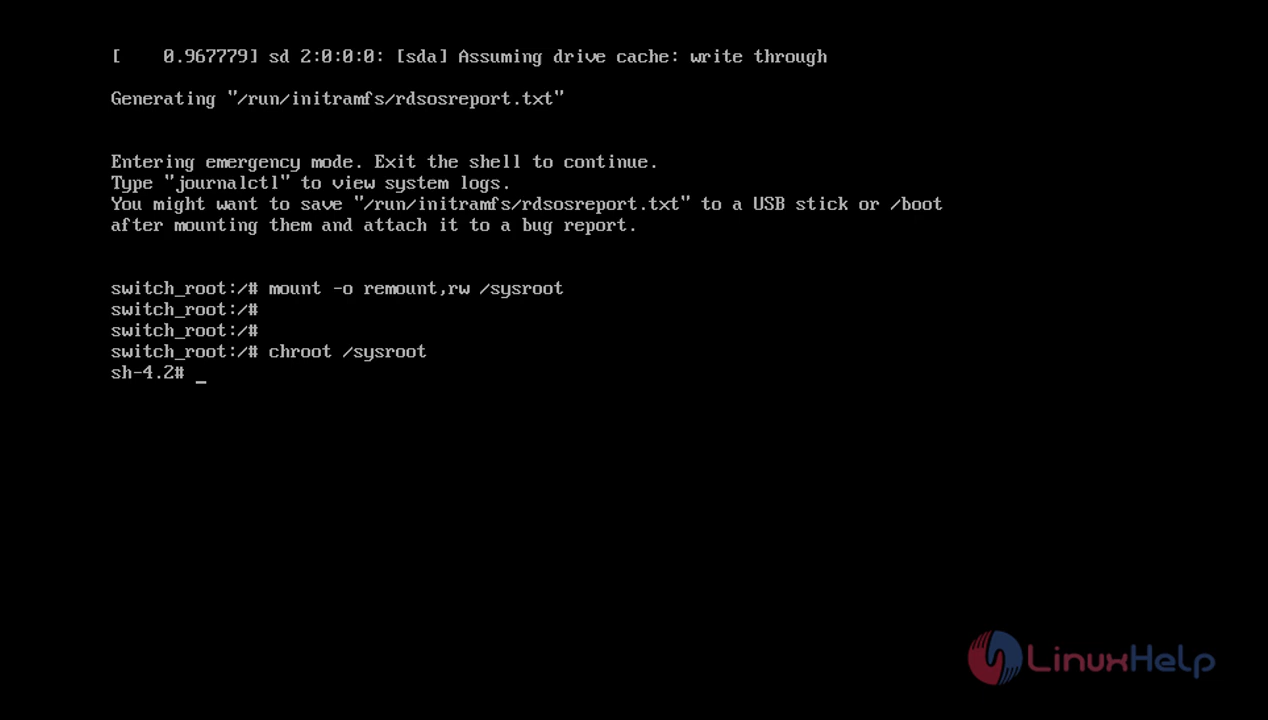 [    0.967779] sd 2:0:0:0: [sda] Assuming drive cache: write through
Generating "/run/initramfs/rdsosreport.txt"
Entering emergency mode. Exit the shell to continue.
Type "journalctl" to view system logs.
You might want to save "/run/initramfs/rdsosreport.txt" to a USB stick or /boot
after mounting them and attach it to a bug report.
switch_root:/# mount -o remount,rw /sysroot
switch_root:/#
switch_root:/#
switch_root:/# chroot /sysroot
sh-4.2# _
LinuxHelp